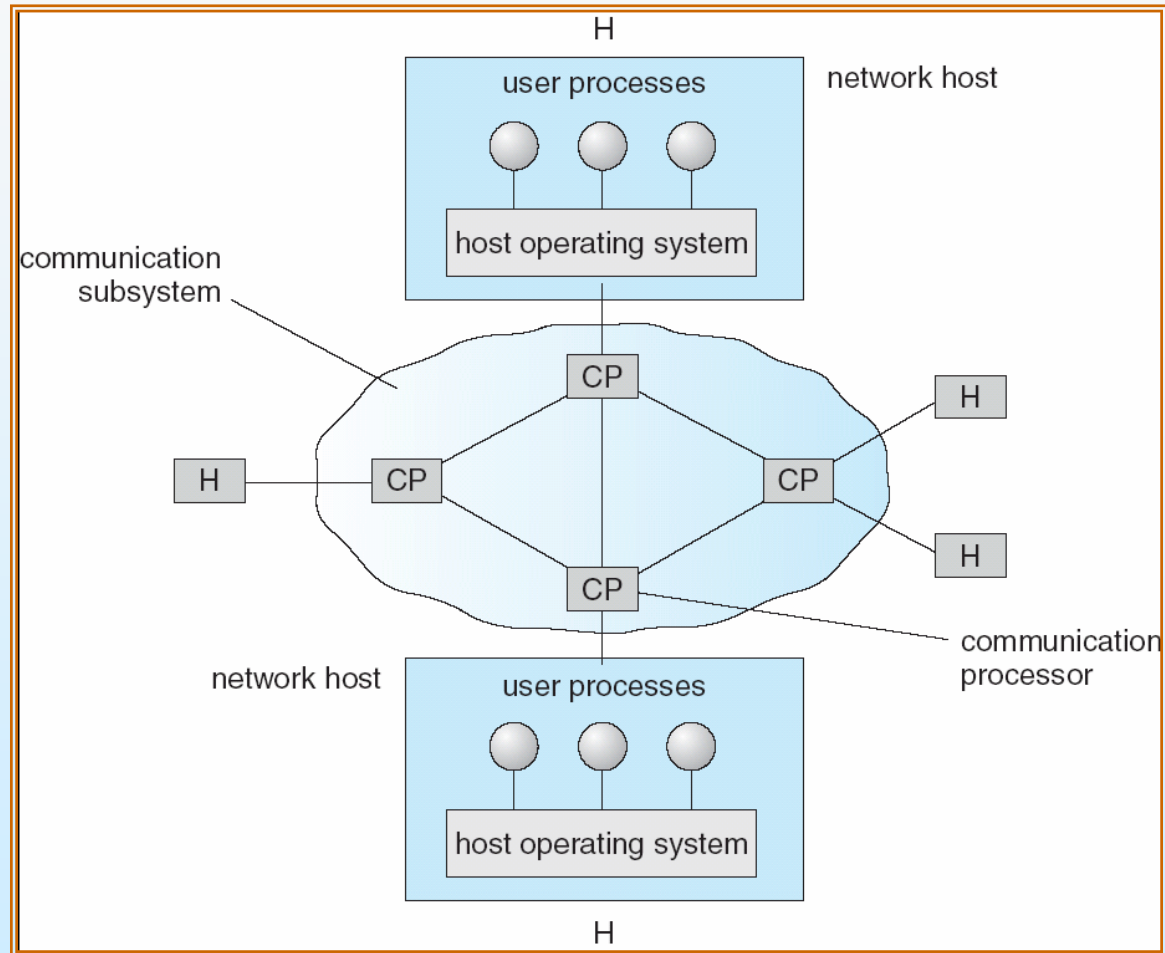 H
user processes
network host
host operating system
communication
subsystem
CP
H
H
CP
CP
H
CP
communication
processor
network host
user processes
host operating system
H